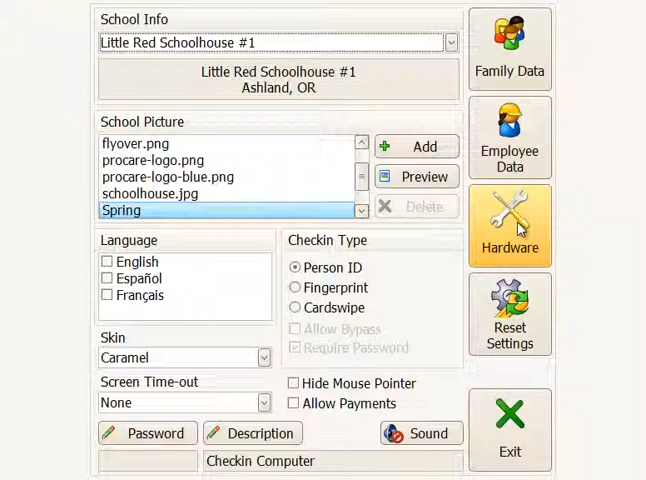 School Info
Little Red Schoolhouse #1
Little Red Schoolhouse #1
Ashland, OR
School Picture
flyover.png
procare-logo.png
procare-logo-blue.png
schoolhouse.jpg
Spring
Add
Preview
Delete
Language
English
Español
Français
Checkin Type
Person ID
Fingerprint
Cardswipe
Allow Bypass
Require Password
Skin
Caramel
Screen Time-out
None
Hide Mouse Pointer
Allow Payments
Password
Description
Sound
Checkin Computer
Family Data
Employee
Data
Hardware
Reset
Settings
Exit